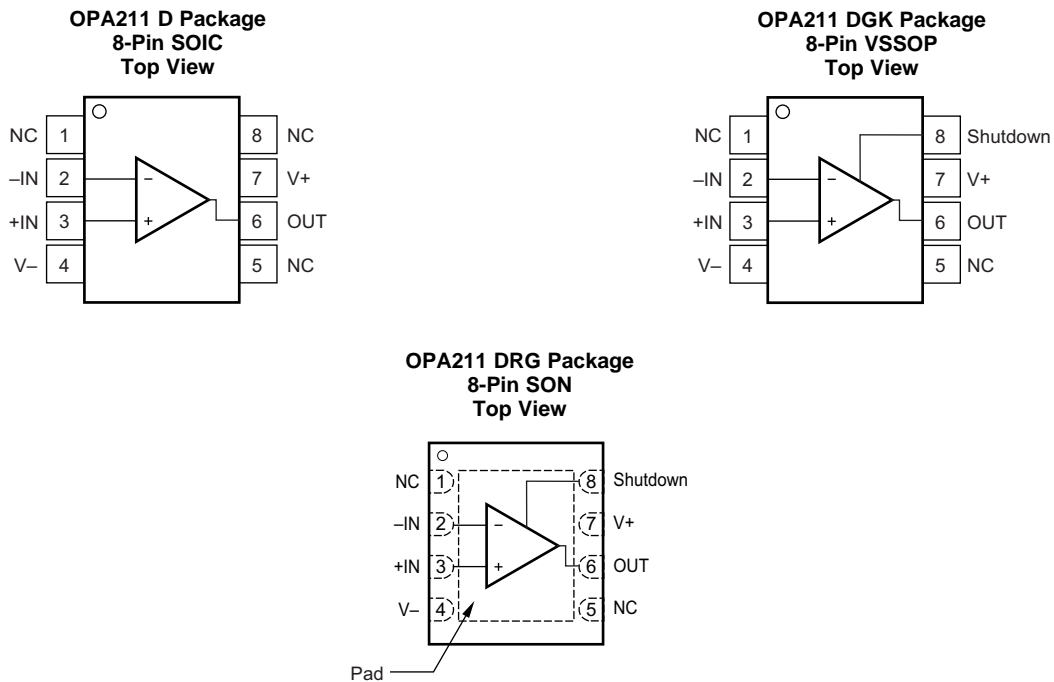 OPA211 D Package
8-Pin SOIC
Top View
NC 1 8 NC
–IN 2 – 7 V+
+IN 3 + 6 OUT
V– 4 5 NC
OPA211 DGK Package
8-Pin VSSOP
Top View
NC 1 8 Shutdown
–IN 2 – 7 V+
+IN 3 + 6 OUT
V– 4 5 NC
OPA211 DRG Package
8-Pin SON
Top View
NC 1 8 Shutdown
–IN 2 – 7 V+
+IN 3 + 6 OUT
V– 4 5 NC
Pad